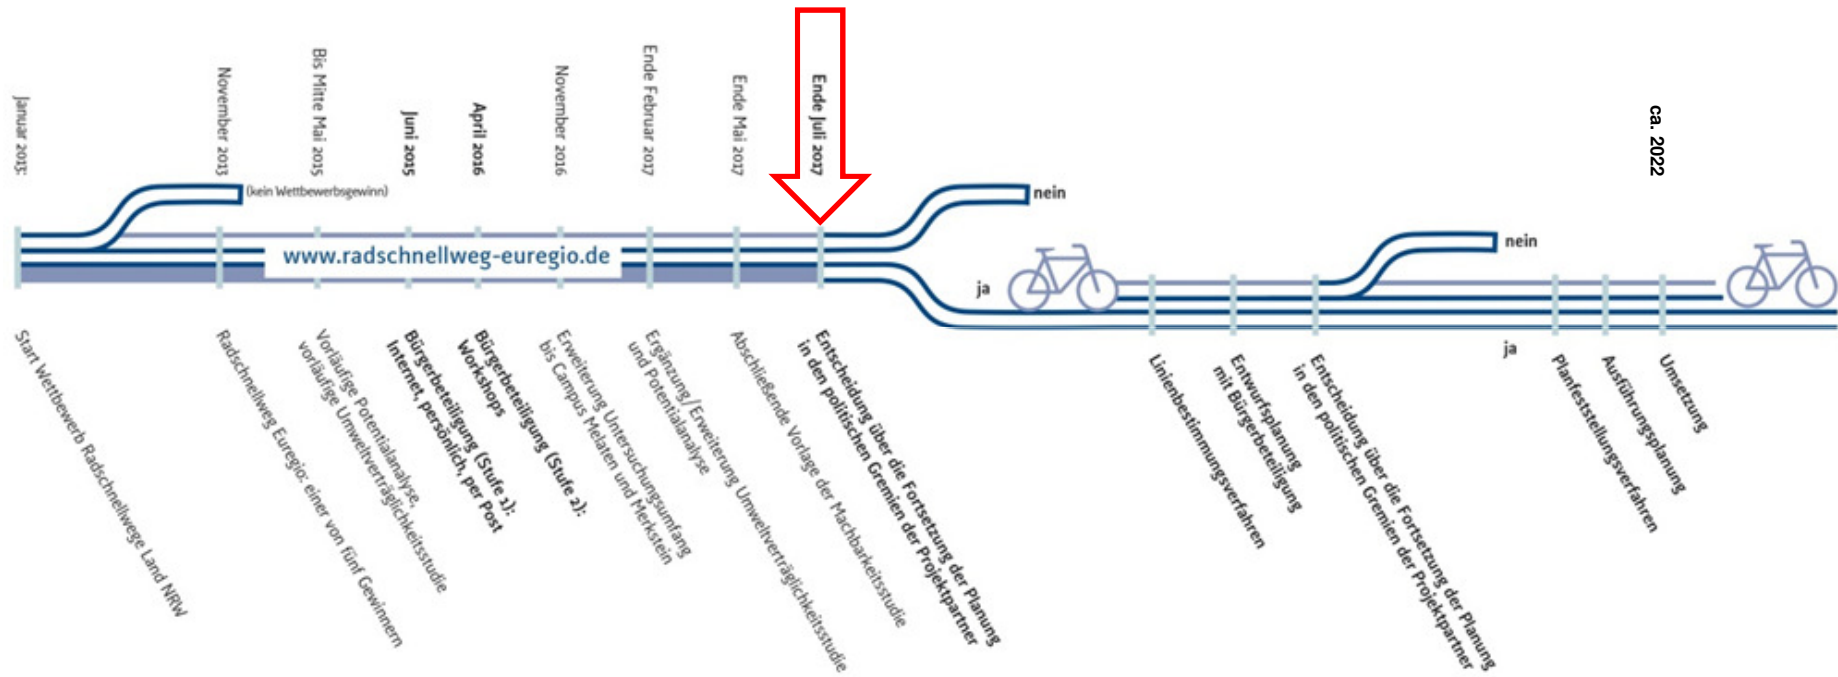 Januar 2013:
November 2013
Bis Mitte Mai 2015
Juni 2015
April 2016
November 2016
Ende Februar 2017
Ende Mai 2017
Ende Juli 2017
ca. 2022
(kein Wettbewerbsgewinn)
nein
www.radschnellweg-euregio.de
nein
ja
ja
Start Wettbewerb Radschnellwege Land NRW
Radschnellweg Euregio: einer von fünf Gewinnern
Vorläufige Potentialanalyse,
vorläufige Umweltverträglichkeitsstudie
Bürgerbeteiligung (Stufe 1):
Internet, persönlich, per Post
Bürgerbeteiligung (Stufe 2):
Workshops
Erweiterung Untersuchungsumfang
bis Campus Melaten und Merkstein
Ergänzung/Erweiterung Umweltverträglichkeitsstudie
und Potentialanalyse
Abschließende Vorlage der Machbarkeitsstudie
Entscheidung über die Fortsetzung der Planung
in den politischen Gremien der Projektpartner
Linienbestimmungsverfahren
Entwurfsplanung
mit Bürgerbeteiligung
Entscheidung über die Fortsetzung der Planung
in den politischen Gremien der Projektpartner
Planfeststellungsverfahren
Ausführungsplanung
Umsetzung